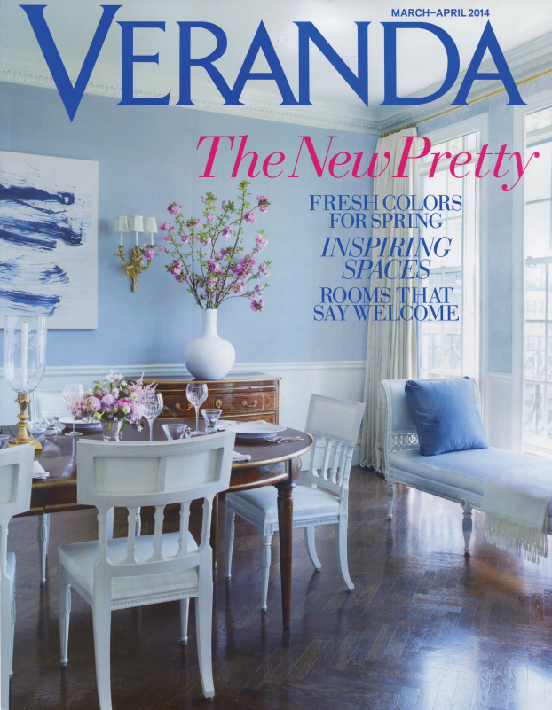 MARCH–APRIL 2014
VERANDA
The New Pretty
FRESH COLORS
FOR SPRING
INSPIRING
SPACES
ROOMS THAT
SAY WELCOME